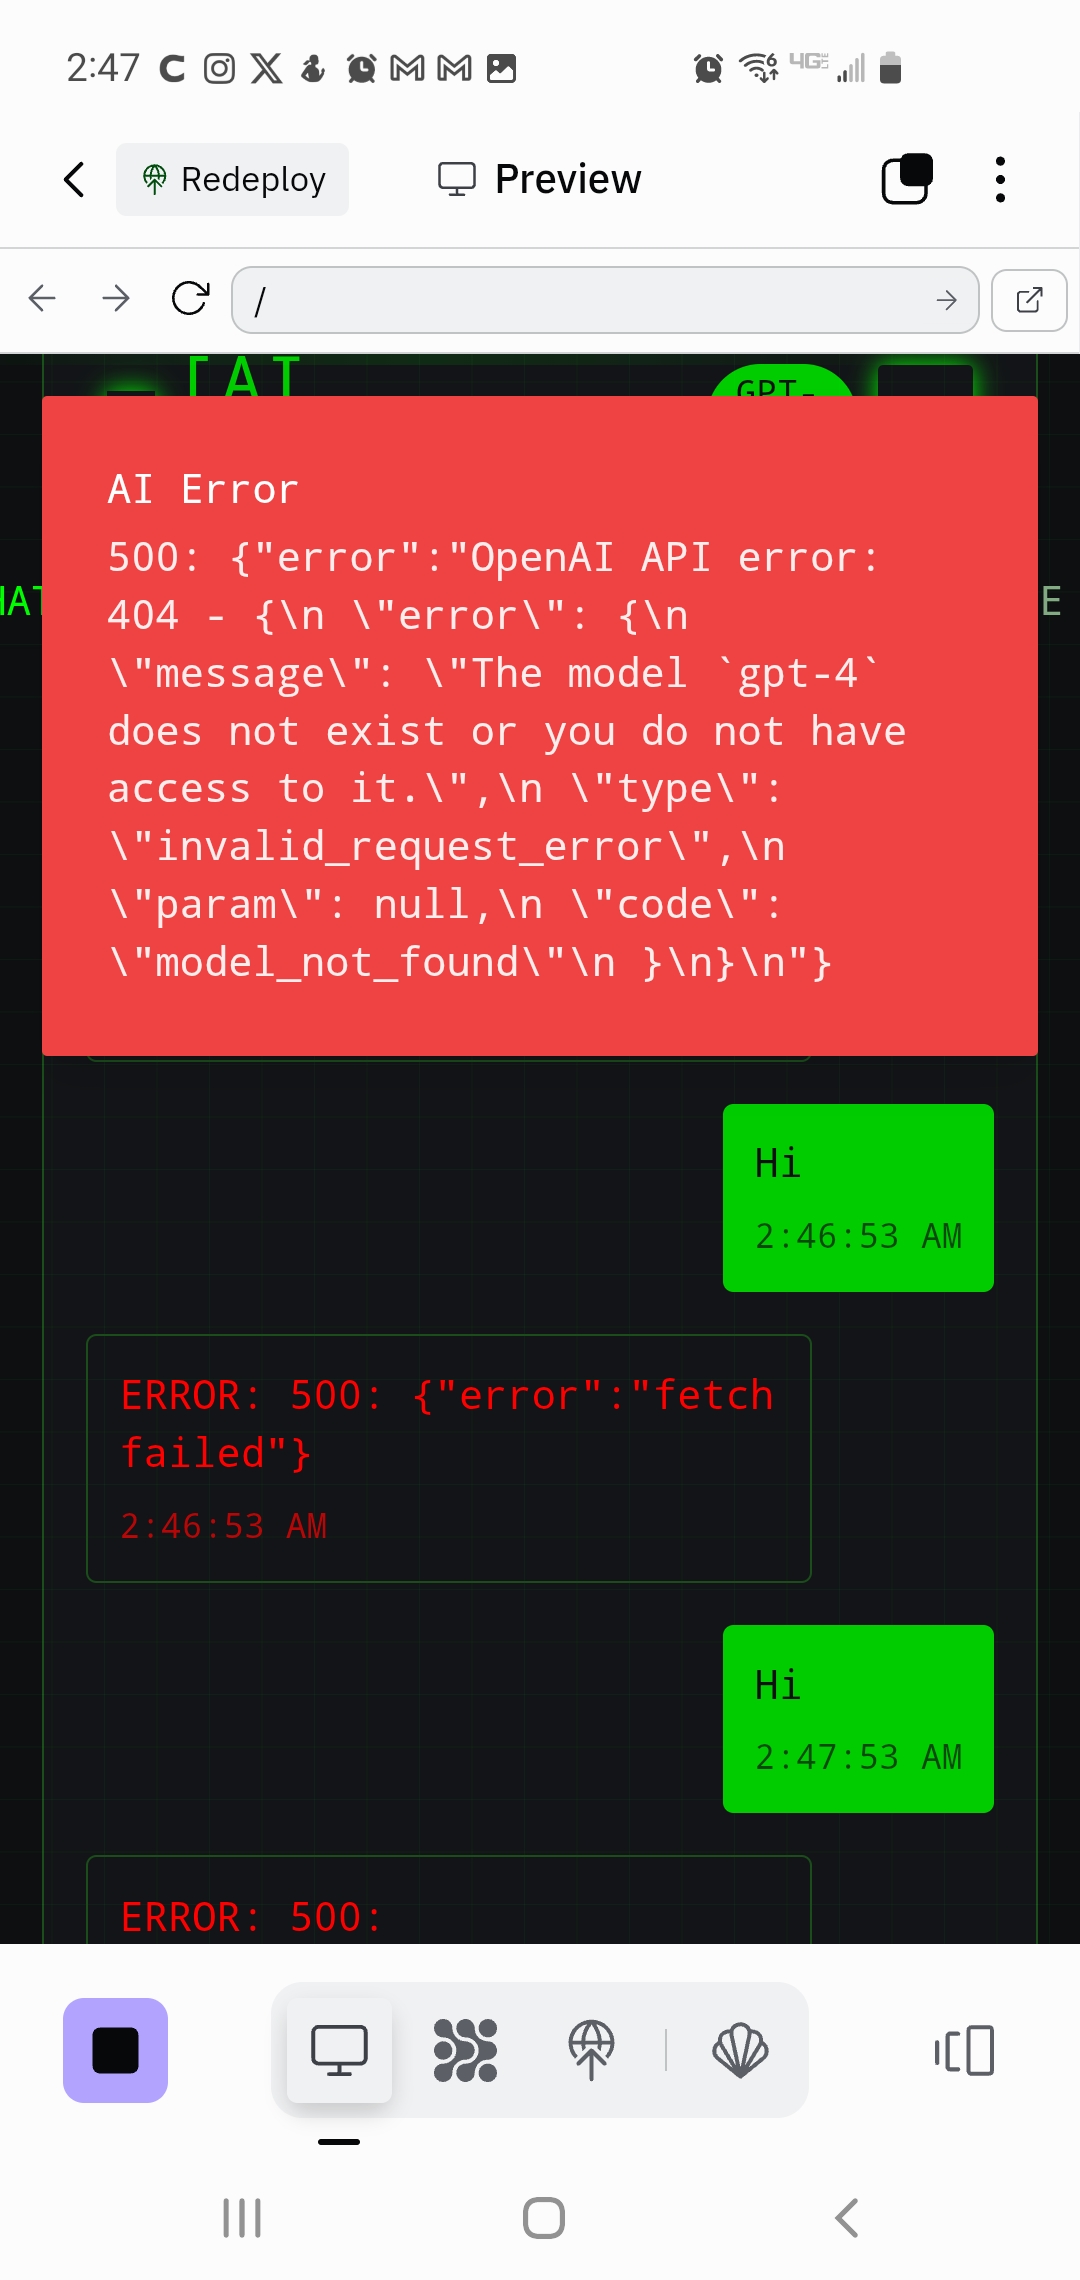 2:47
4G LTE
Redeploy
Preview
/
GPT-
AI Error
500: {"error":"OpenAI API error:
404 - {\n \"error\": {\n
\"message\": \"The model `gpt-4`
does not exist or you do not have
access to it.\",\n \"type\":
\"invalid_request_error\",\n
\"param\": null,\n \"code\":
\"model_not_found\"\n }\n}\n"}
E
Hi
2:46:53 AM
ERROR: 500: {"error":"fetch
failed"}
2:46:53 AM
Hi
2:47:53 AM
ERROR: 500: